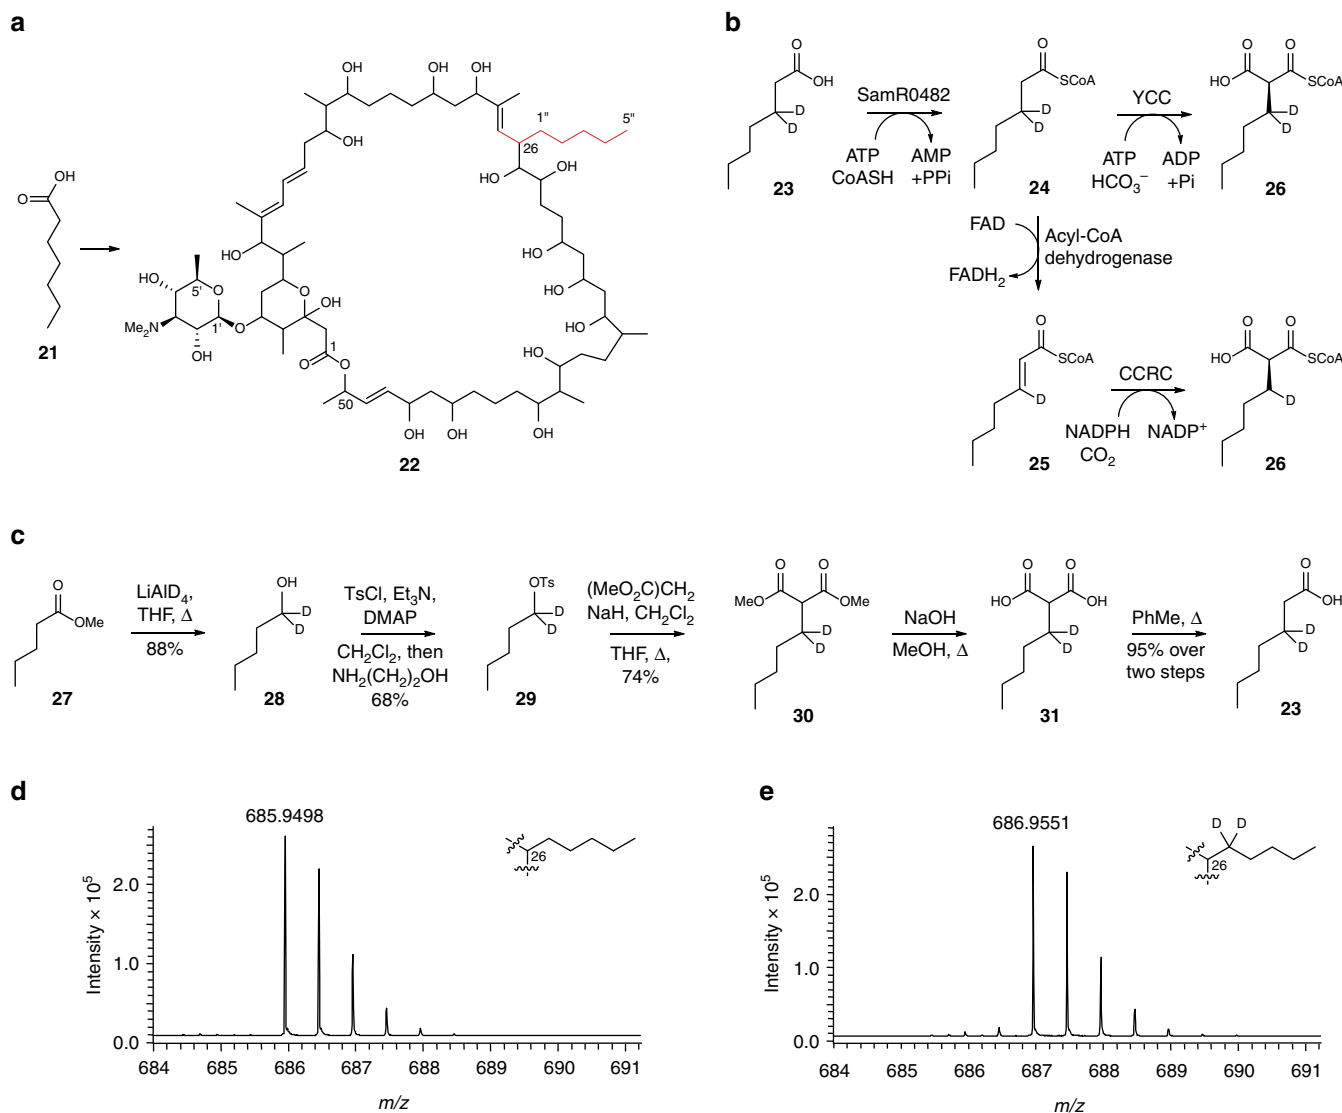 a
OH
OH
OH
OH
1"
5"
26
OH
HO
OH
O
OH
HO
HO
HO
HO
HO
HO
5'
O
O
OH
Me₂N
1'
O
OH
1
O
O
50
OH
OH
OH
21
22
b
O
OH
D
D
23
SamR0482
ATP
CoASH
AMP
+PPi
O
SCoA
D
D
24
YCC
ATP
HCO₃⁻
ADP
+Pi
O
O
HO
SCoA
D
D
26
FAD
FADH₂
Acyl-CoA
dehydrogenase
O
SCoA
D
25
CCRC
NADPH
CO₂
NADP⁺
O
O
HO
SCoA
D
26
c
O
OMe
27
LiAlD₄,
THF, Δ
88%
OH
D
D
28
TsCl, Et₃N,
DMAP
CH₂Cl₂, then
NH₂(CH₂)₂OH
68%
OTs
D
D
29
(MeO₂C)CH₂
NaH, CH₂Cl₂
THF, Δ,
74%
O
O
MeO
OMe
D
D
30
NaOH
MeOH, Δ
O
O
HO
OH
D
D
31
PhMe, Δ
95% over
two steps
O
OH
D
D
23
d
685.9498
26
Intensity × 10⁵
2.0
1.0
0.0
684 685 686 687 688 689 690 691
m/z
e
686.9551
D D
26
Intensity × 10⁵
2.0
1.0
0.0
684 685 686 687 688 689 690 691
m/z